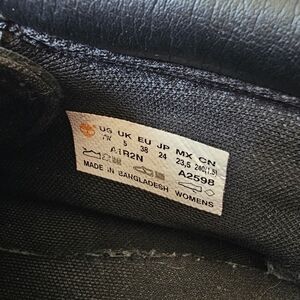 US UK EU JP MX CN
7W 5 38 24 23,5 240(1.5)
A1R2N A2598
MADE IN BANGLADESH WOMENS